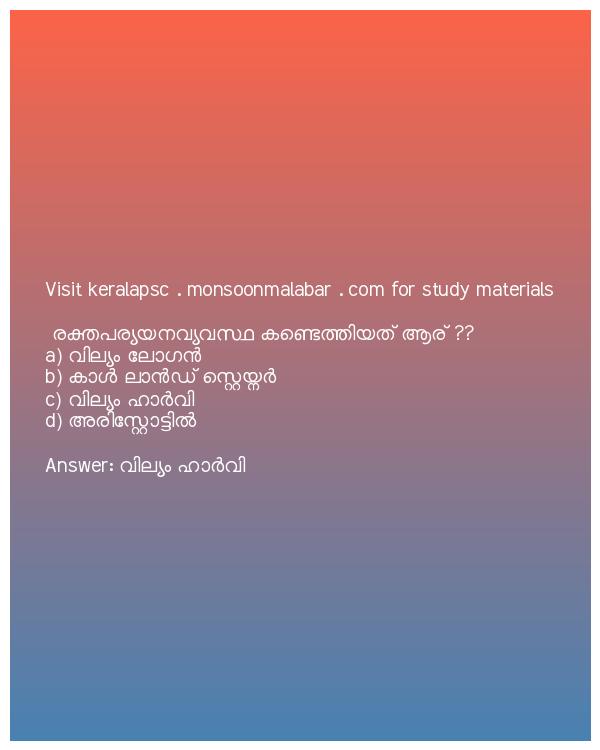 Visit keralapsc . monsoonmalabar . com for study materials
രക്തപര്യയനവ്യവസ്ഥ കണ്ടെത്തിയത് ആര് ??
a) വില്യം ലോഗൻ
b) കാൾ ലാൻഡ് സ്റ്റെയ്നർ
c) വില്യം ഹാർവി
d) അരിസ്റ്റോട്ടിൽ
Answer: വില്യം ഹാർവി